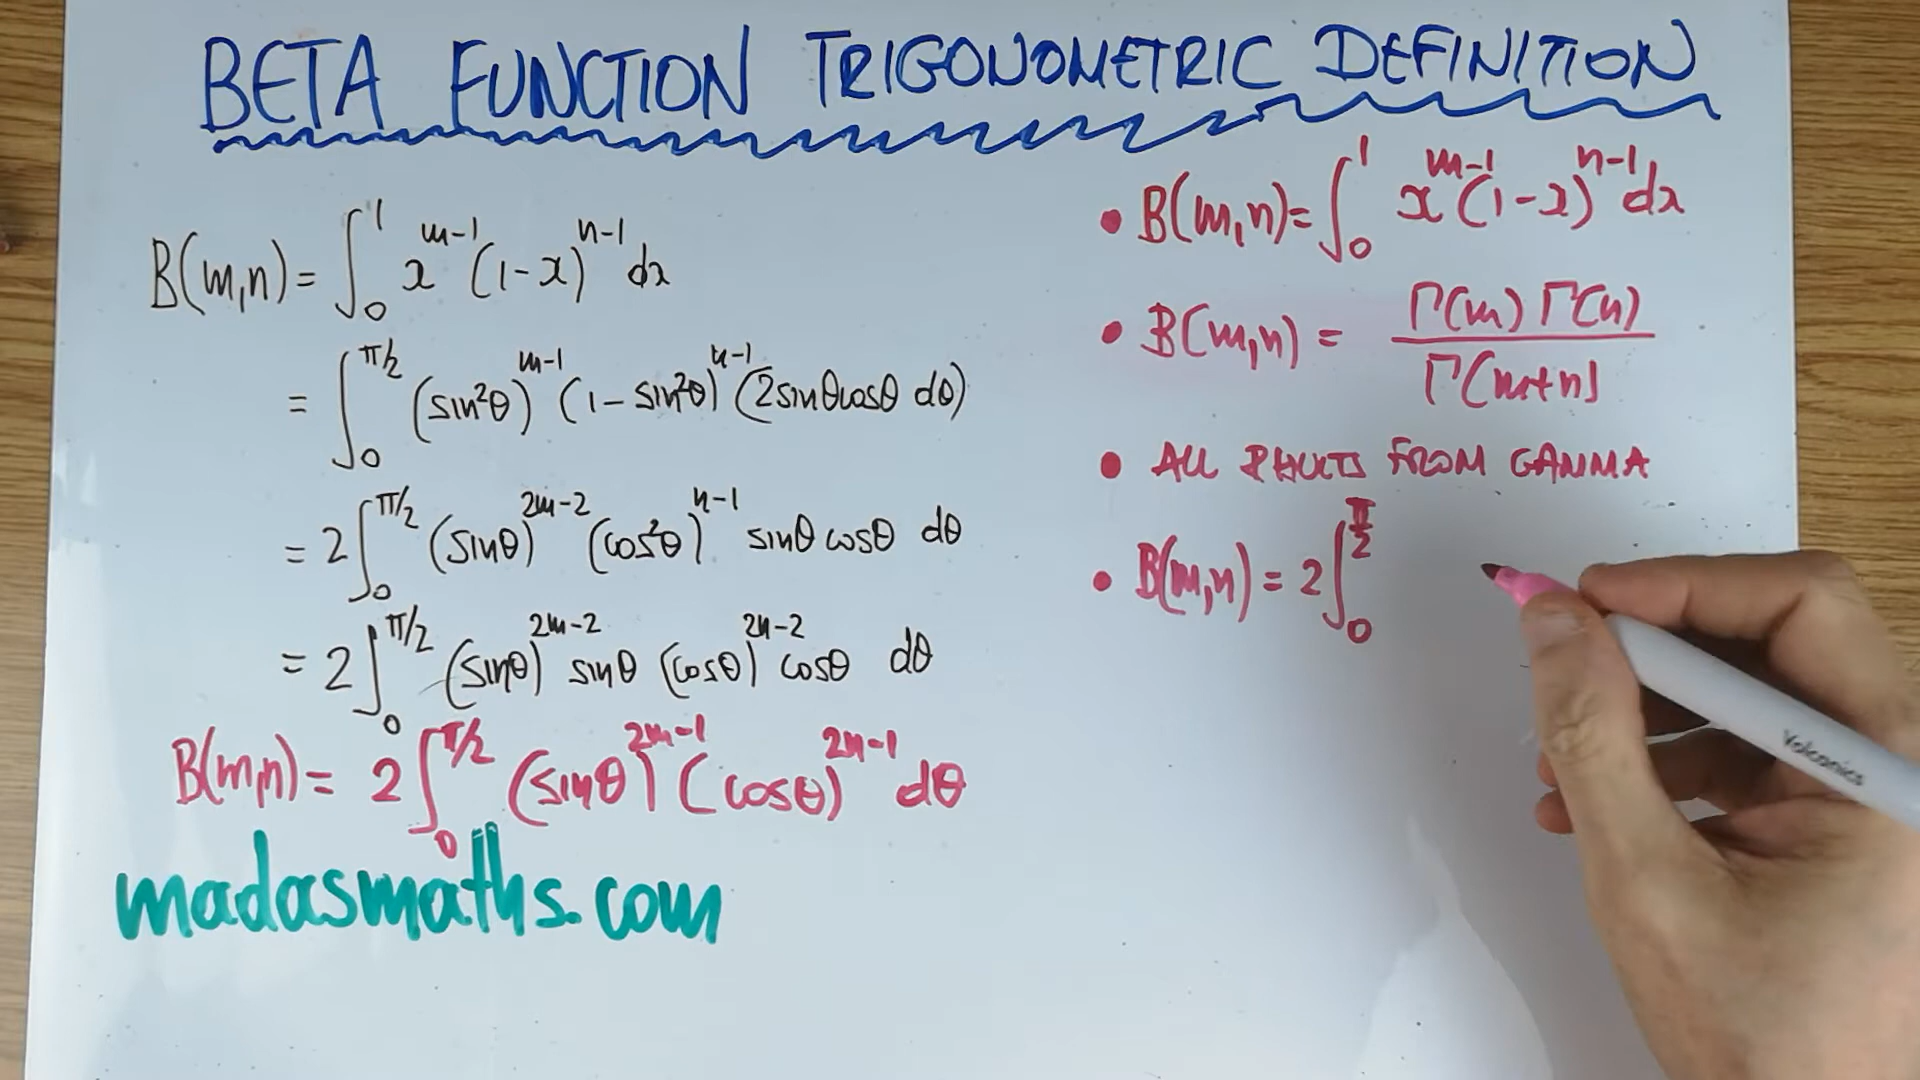 BETA FUNCTION TRIGONOMETRIC DEFINITION
B(m,n) = ∫₀¹ x^(m-1) (1-x)^(n-1) dx
= ∫₀^(π/2) (sin²θ)^(m-1) (1-sin²θ)^(n-1) (2sinθcosθ dθ)
= 2∫₀^(π/2) (sinθ)^(2m-2) (cos²θ)^(n-1) sinθ cosθ dθ
= 2∫₀^(π/2) (sinθ)^(2m-2) sinθ (cosθ)^(2n-2) cosθ dθ
B(m,n) = 2∫₀^(π/2) (sinθ)^(2m-1) (cosθ)^(2n-1) dθ
madasmaths.com
• B(m,n) = ∫₀¹ x^(m-1) (1-x)^(n-1) dx
• B(m,n) = Γ(m) Γ(n) / Γ(m+n)
• ALL RESULTS FROM GAMMA
• B(m,n) = 2∫₀^(π/2)
Volcanics